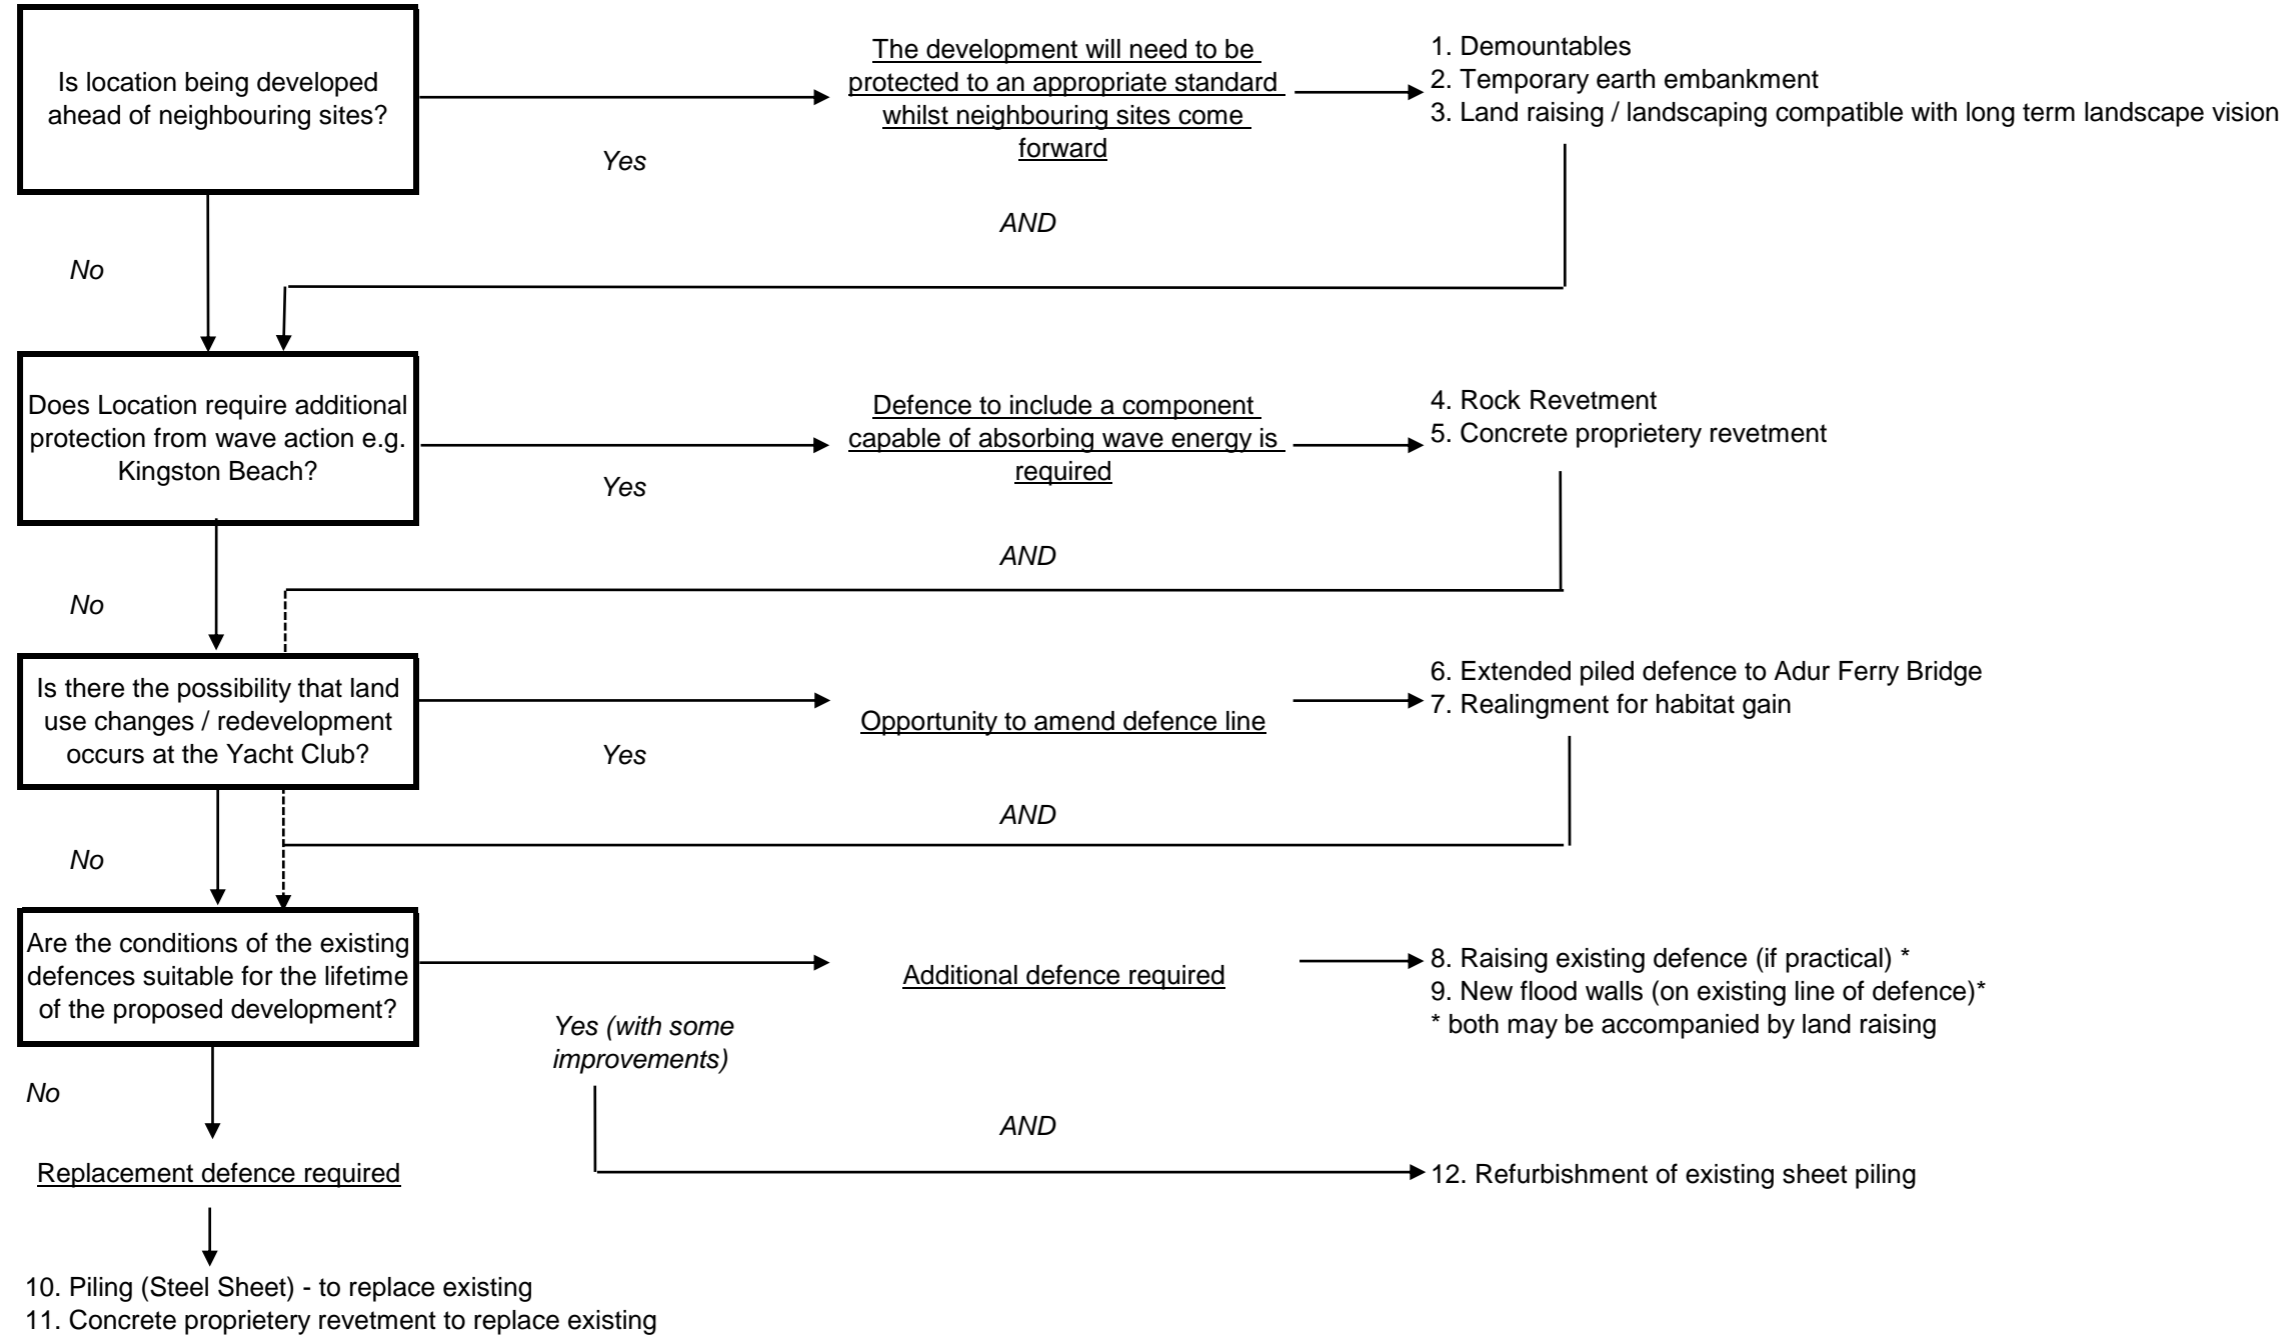 Is location being developed
ahead of neighbouring sites?
Yes
The development will need to be
protected to an appropriate standard
whilst neighbouring sites come
forward
1. Demountables
2. Temporary earth embankment
3. Land raising / landscaping compatible with long term landscape vision
AND
No
Does Location require additional
protection from wave action e.g.
Kingston Beach?
Yes
Defence to include a component
capable of absorbing wave energy is
required
4. Rock Revetment
5. Concrete proprietery revetment
AND
No
Is there the possibility that land
use changes / redevelopment
occurs at the Yacht Club?
Yes
Opportunity to amend defence line
6. Extended piled defence to Adur Ferry Bridge
7. Realingment for habitat gain
AND
No
Are the conditions of the existing
defences suitable for the lifetime
of the proposed development?
Yes (with some
improvements)
Additional defence required
8. Raising existing defence (if practical) *
9. New flood walls (on existing line of defence)*
* both may be accompanied by land raising
AND
12. Refurbishment of existing sheet piling
No
Replacement defence required
10. Piling (Steel Sheet) - to replace existing
11. Concrete proprietery revetment to replace existing